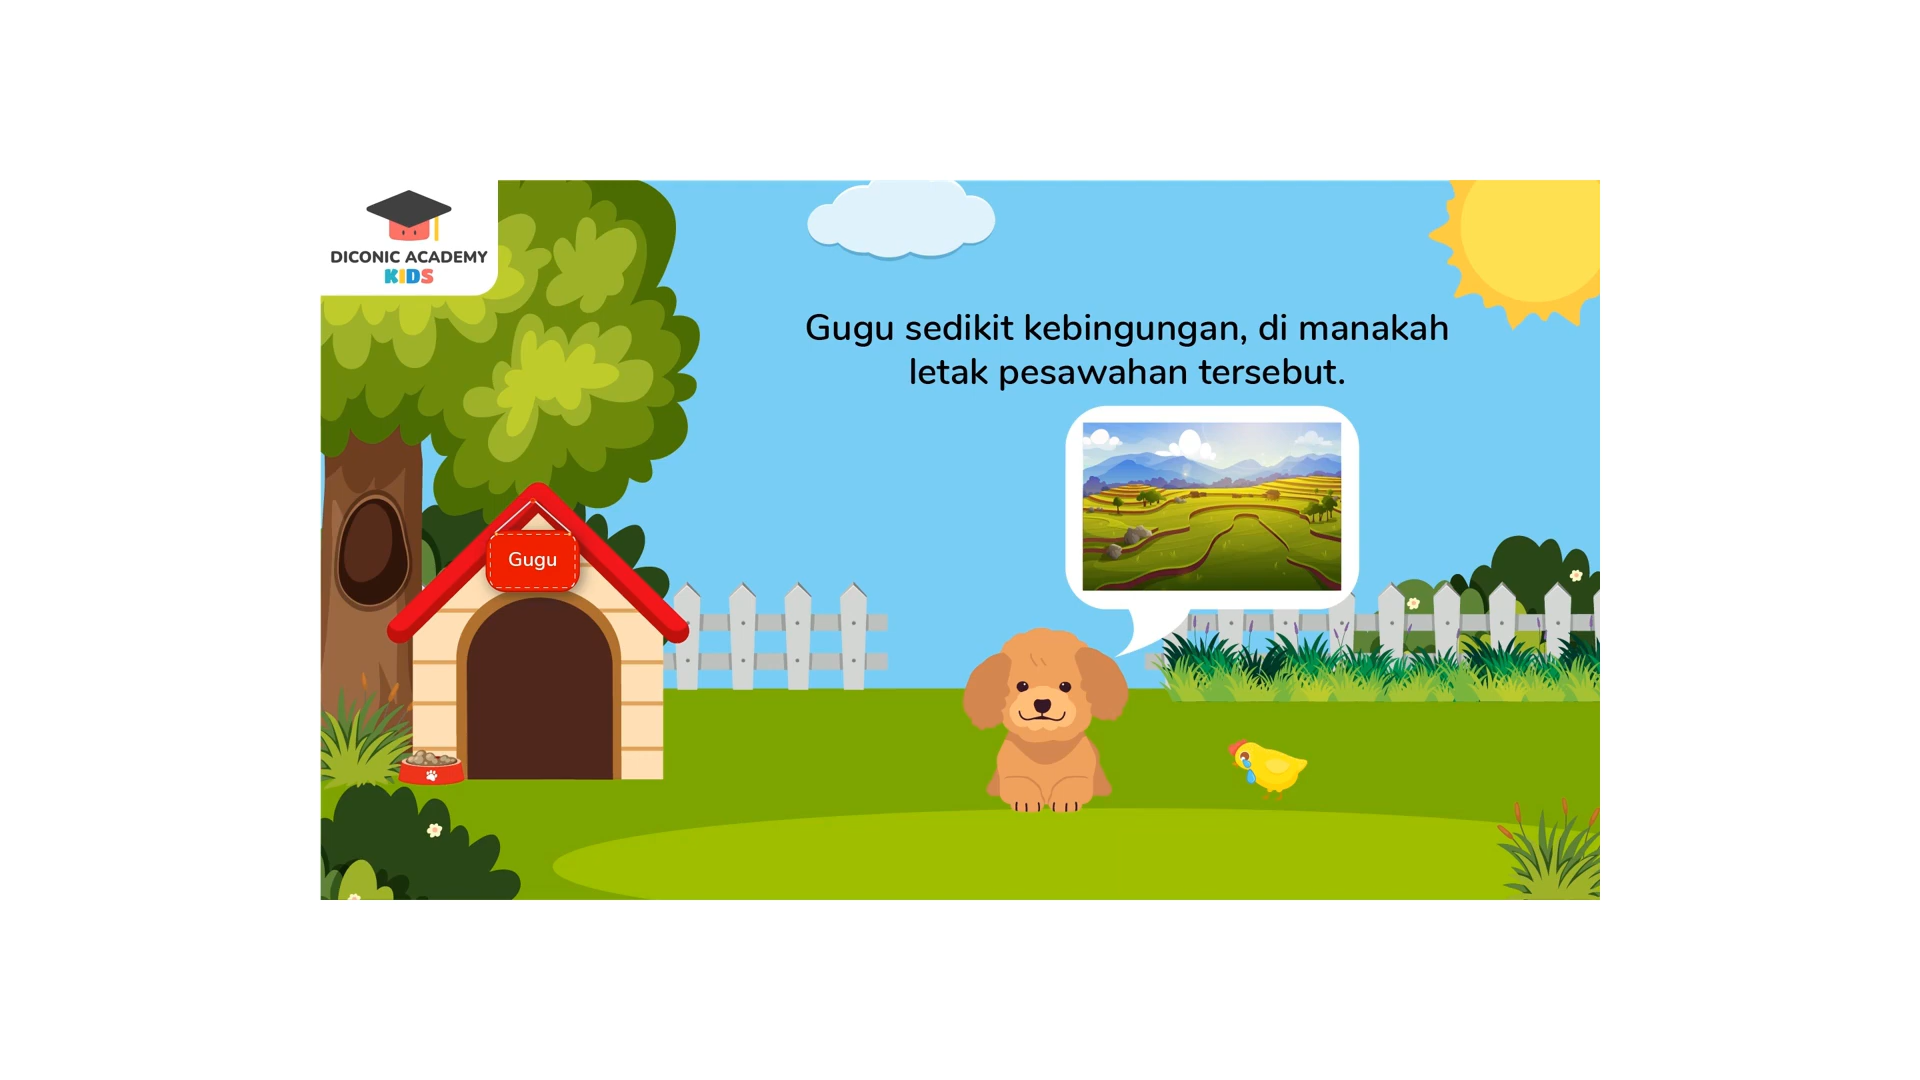 DICONIC ACADEMY
KIDS
Gugu sedikit kebingungan, di manakah
letak pesawahan tersebut.
Gugu